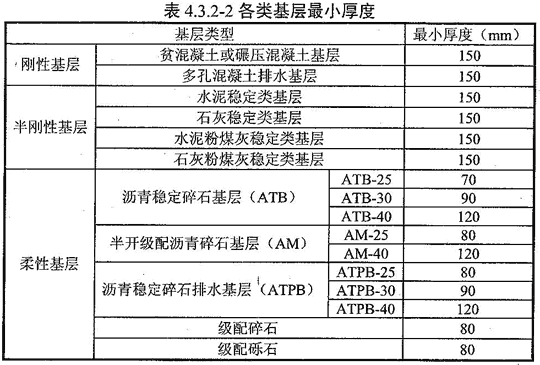 表 4.3.2-2 各类基层最小厚度
基层类型 最小厚度（mm）
刚性基层 贫混凝土或碾压混凝土基层 150
多孔混凝土排水基层 150
半刚性基层 水泥稳定类基层 150
石灰稳定类基层 150
水泥粉煤灰稳定类基层 150
石灰粉煤灰稳定类基层 150
柔性基层 沥青稳定碎石基层（ATB） ATB-25 70
ATB-30 90
ATB-40 120
半开级配沥青碎石基层（AM） AM-25 80
AM-40 120
沥青稳定碎石排水基层（ATPB） ATPB-25 80
ATPB-30 90
ATPB-40 120
级配碎石 80
级配砾石 80